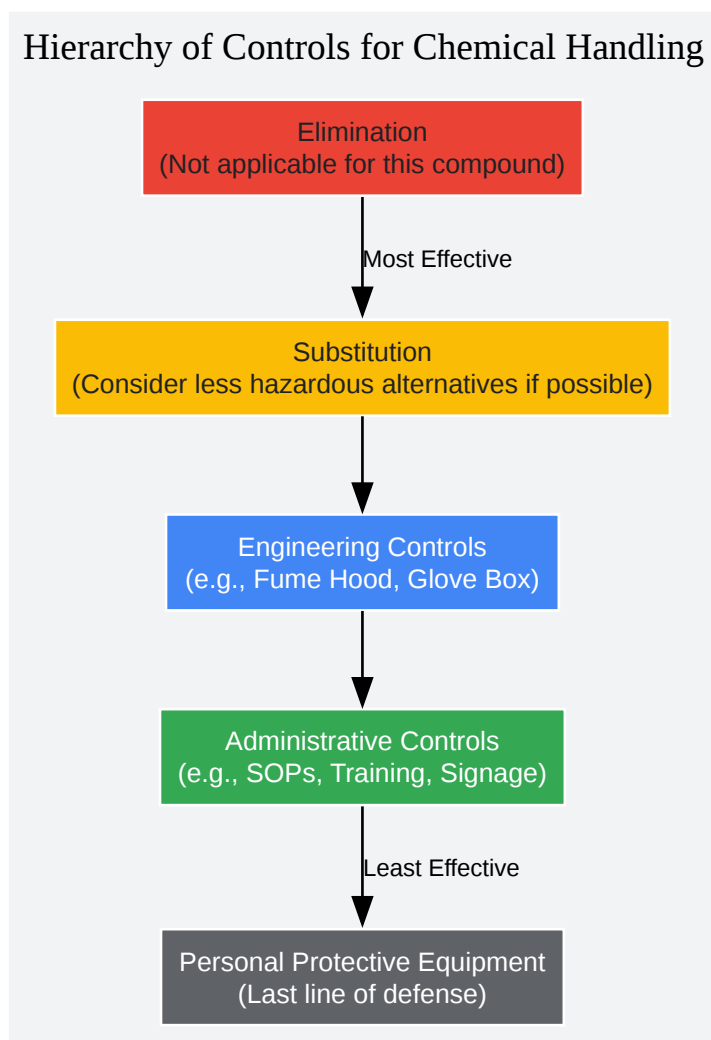 Hierarchy of Controls for Chemical Handling
Elimination
(Not applicable for this compound)
Most Effective
Substitution
(Consider less hazardous alternatives if possible)
Engineering Controls
(e.g., Fume Hood, Glove Box)
Administrative Controls
(e.g., SOPs, Training, Signage)
Least Effective
Personal Protective Equipment
(Last line of defense)